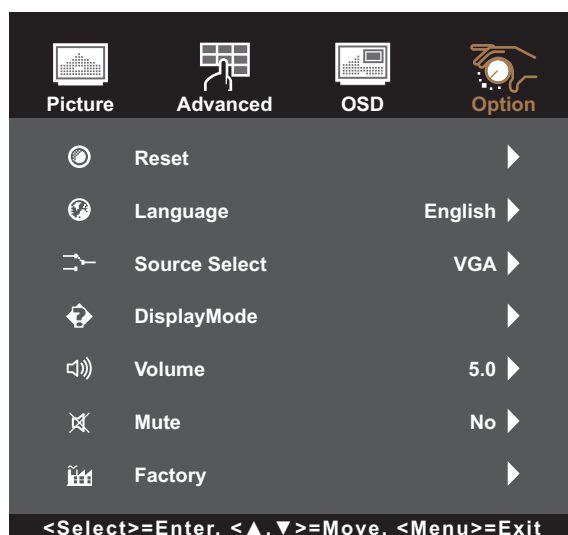 Picture Advanced OSD Option
Reset
Language English
Source Select VGA
DisplayMode
Volume 5.0
Mute No
Factory
<Select>=Enter, <▲,▼>=Move, <Menu>=Exit